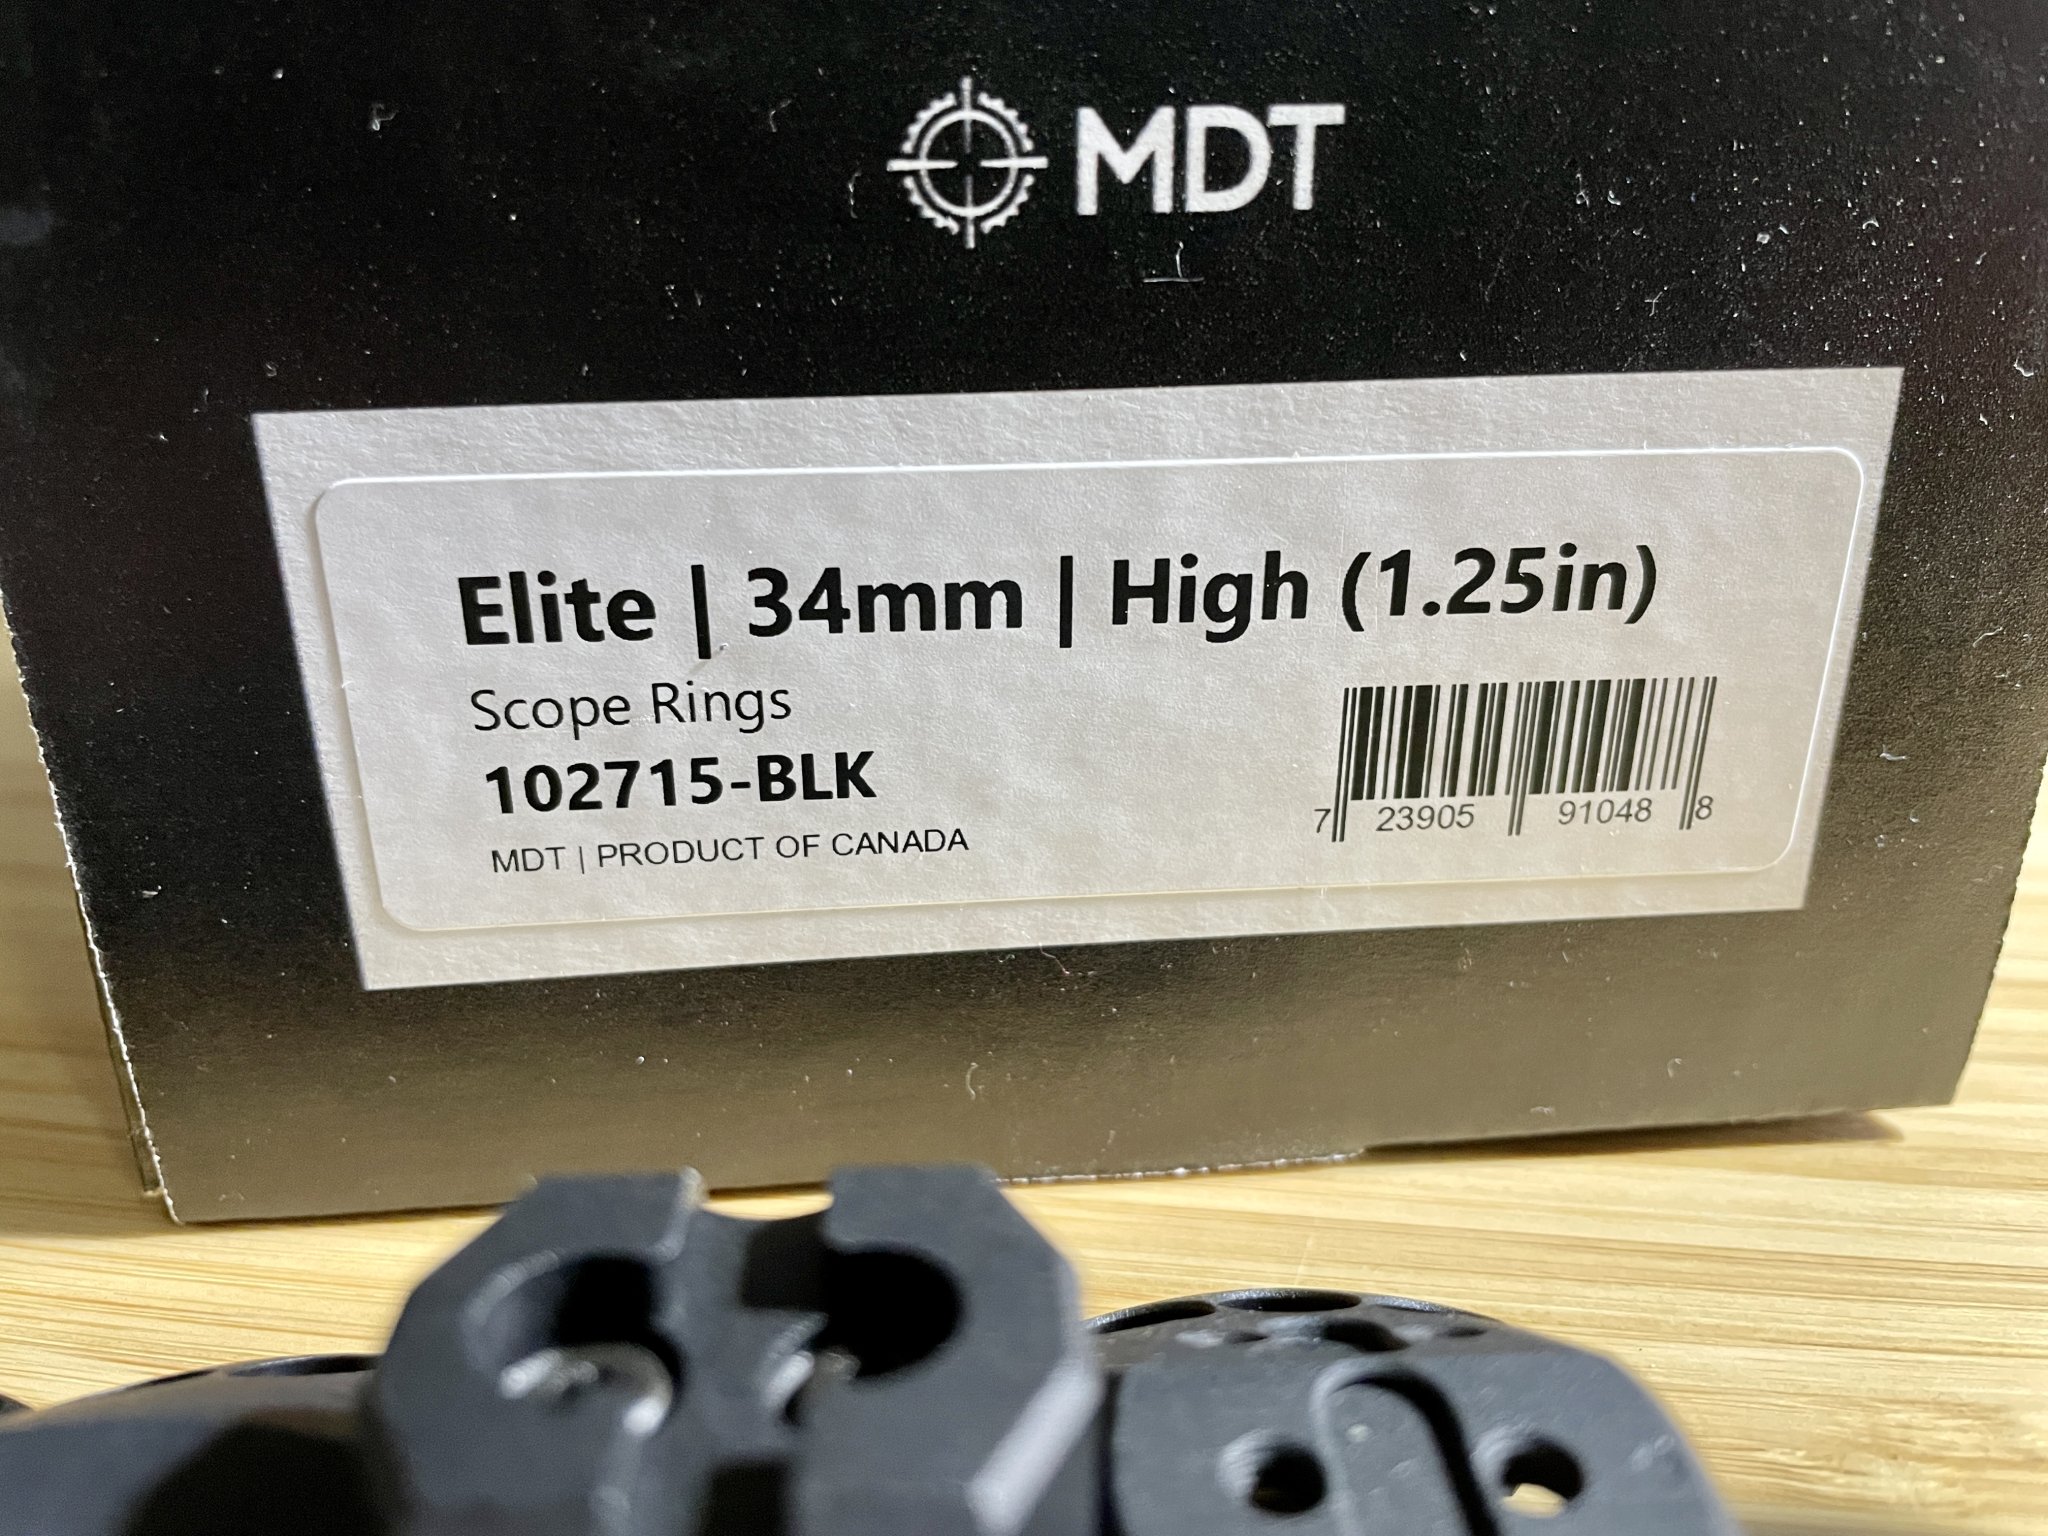 MDT
Elite | 34mm | High (1.25in)
Scope Rings
102715-BLK
MDT | PRODUCT OF CANADA
7 23905 91048 8